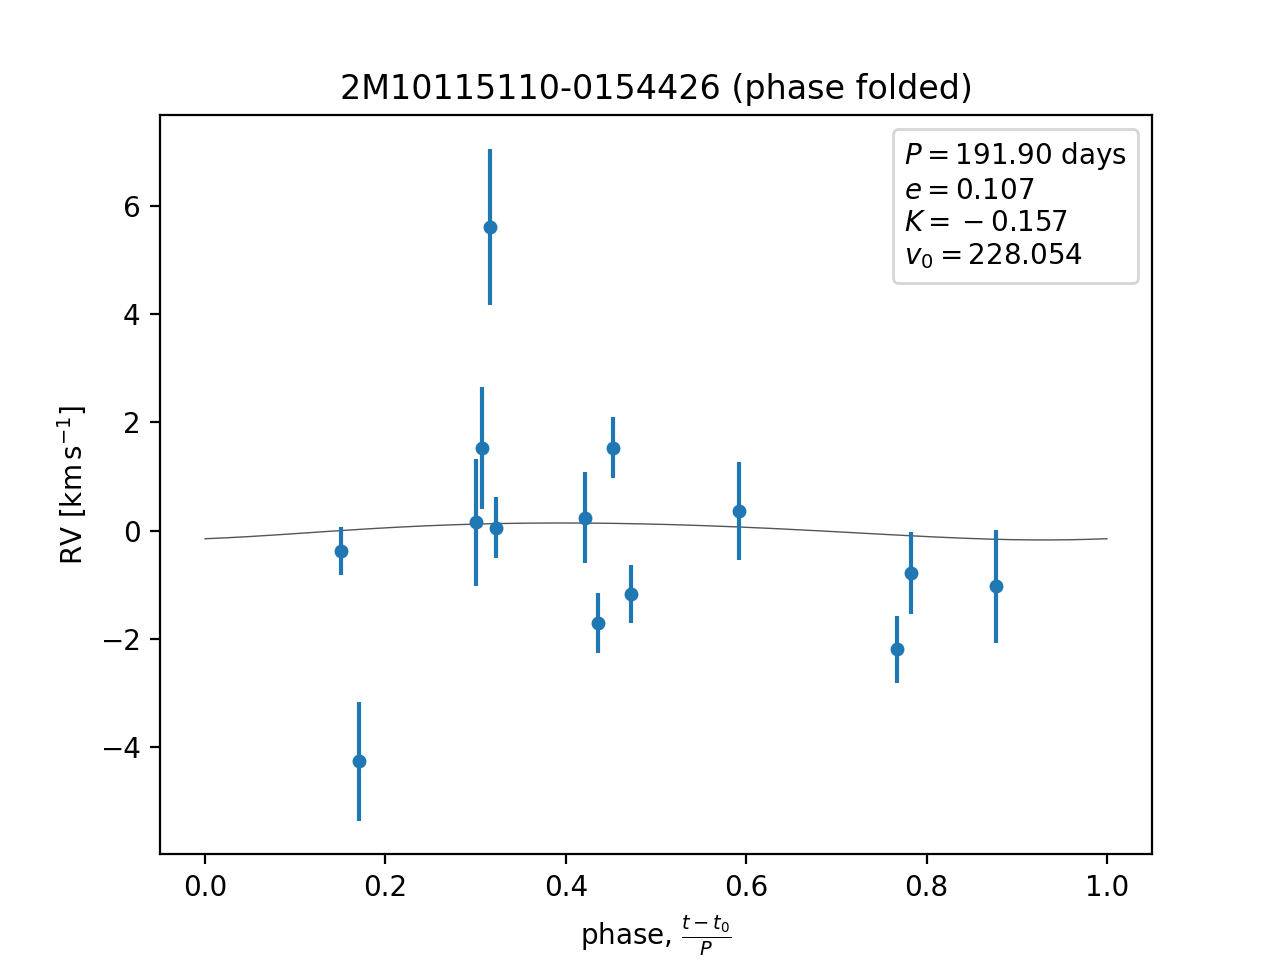 2M10115110-0154426 (phase folded)
P = 191.90 days
e = 0.107
K = −0.157
v₀ = 228.054
6
4
2
0
−2
−4
RV [km s⁻¹]
0.0 0.2 0.4 0.6 0.8 1.0
phase, (t − t₀)/P